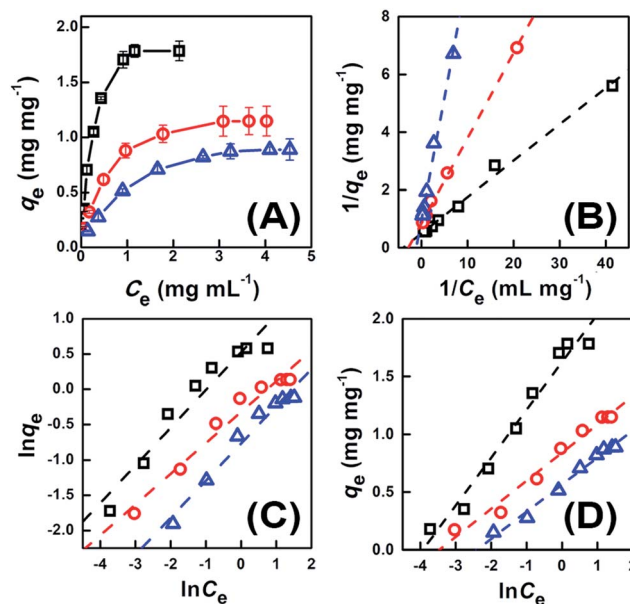 2.0
1.5
1.0
0.5
0.0
qe (mg mg⁻¹)
(A)
0 1 2 3 4 5
Ce (mg mL⁻¹)
8
6
4
2
0
1/qe (mg mg⁻¹)
(B)
0 10 20 30 40
1/Ce (mL mg⁻¹)
1.0
0.5
0.0
-0.5
-1.0
-1.5
-2.0
lnqe
(C)
-4 -3 -2 -1 0 1 2
lnCe
2.0
1.5
1.0
0.5
0.0
qe (mg mg⁻¹)
(D)
-4 -3 -2 -1 0 1 2
lnCe